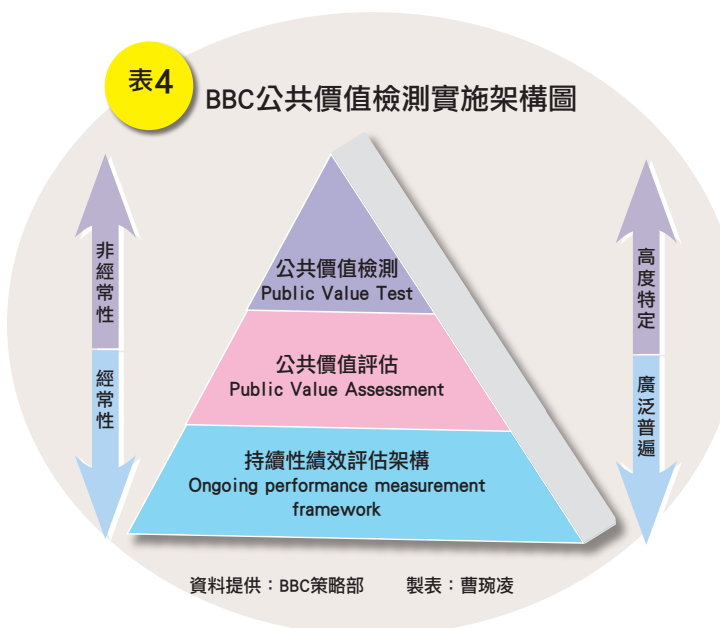 表4
BBC公共價值檢測實施架構圖
非經常性
經常性
公共價值檢測
Public Value Test
公共價值評估
Public Value Assessment
持續性績效評估架構
Ongoing performance measurement
framework
高度特定
廣泛普遍
資料提供：BBC策略部 製表：曹琬凌